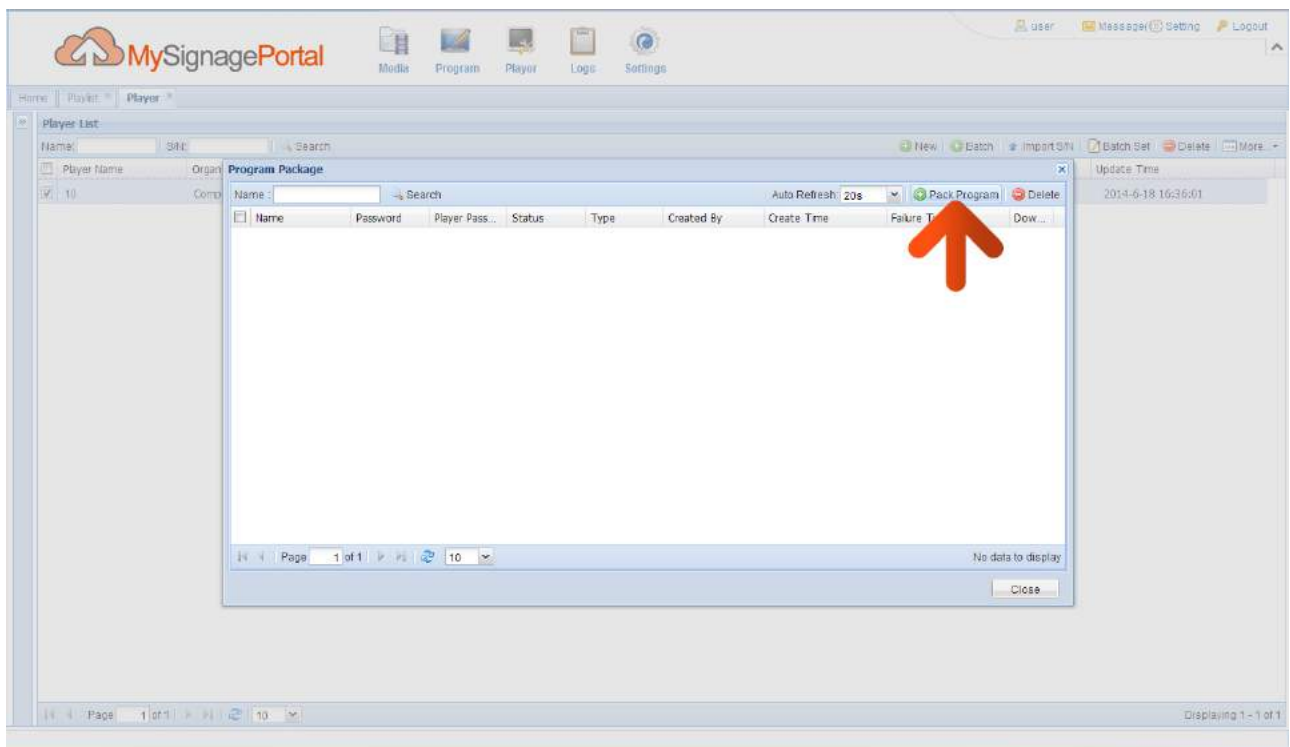 user Message( Setting Logout
MySignagePortal
Media Program Player Logs Settings
Home Playlist Player
Player List
Name: S/N: Search New Batch Import S/N Batch Set Delete More...
Player Name Organ Update Time
10 Comp 2014-6-18 16:36:01
Program Package
Name : Search Auto Refresh: 20s Pack Program Delete
Name Password Player Pass... Status Type Created By Create Time Failure T Dow...
Page 1 of 1 10 No data to display
Close
Page 1 of 1 10 Displaying 1 - 1 of 1